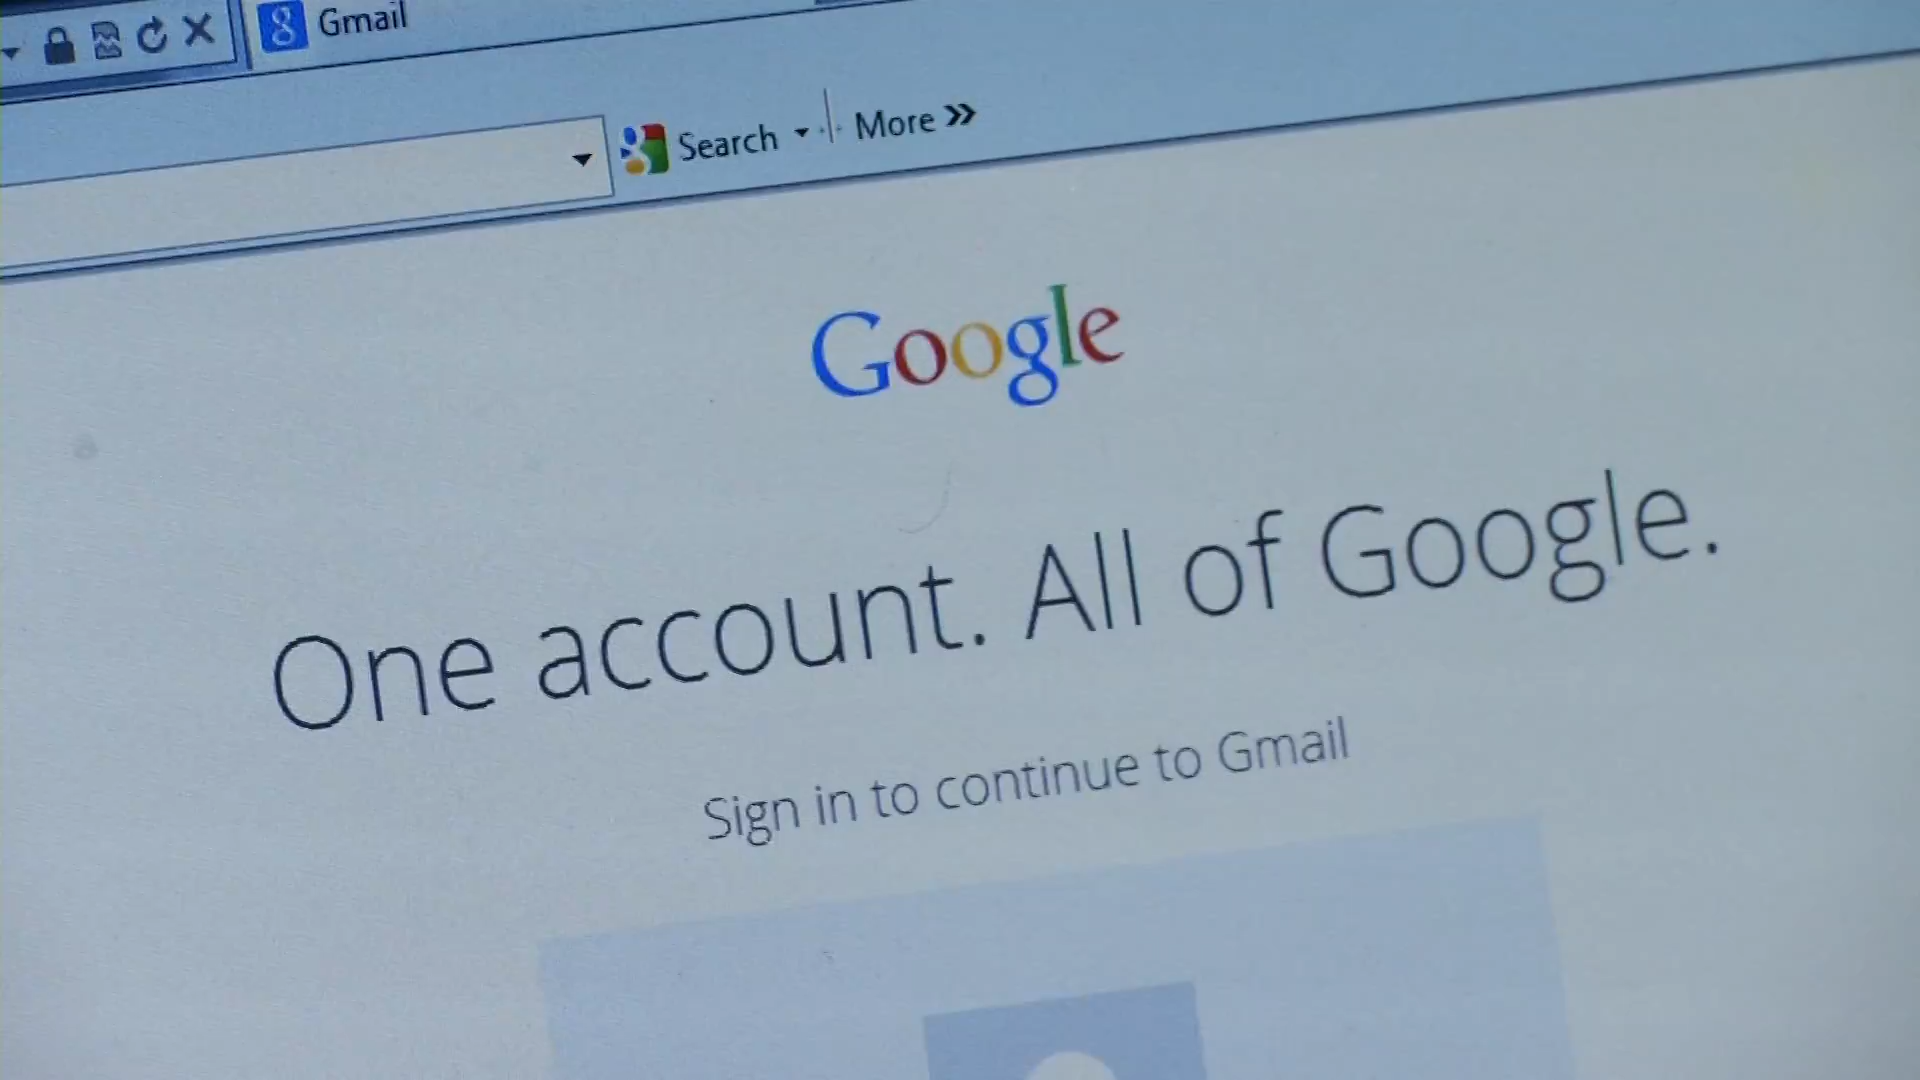 Gmail
Search More »
Google
One account. All of Google.
Sign in to continue to Gmail